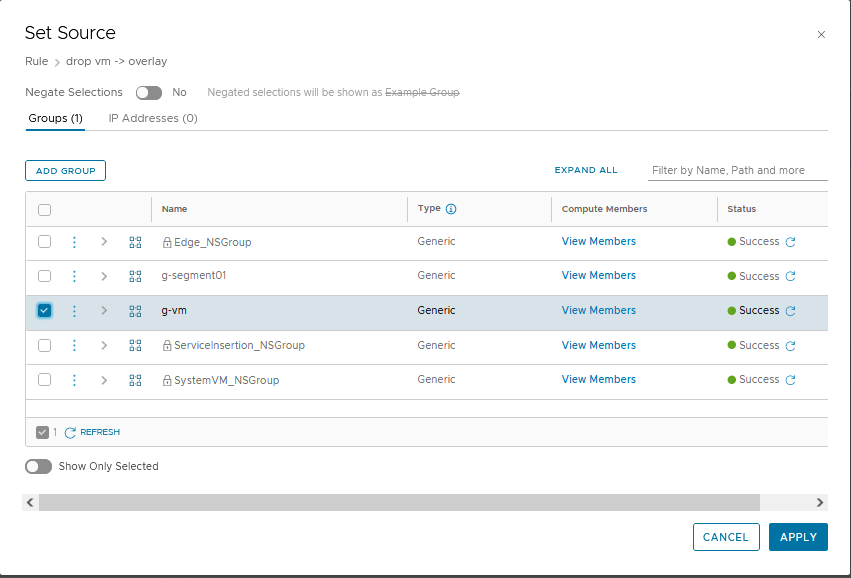 Set Source
Rule > drop vm -> overlay
Negate Selections No Negated selections will be shown as Example Group
Groups (1) IP Addresses (0)
ADD GROUP EXPAND ALL Filter by Name, Path and more
Name Type Compute Members Status
Edge_NSGroup Generic View Members Success
g-segment01 Generic View Members Success
g-vm Generic View Members Success
ServiceInsertion_NSGroup Generic View Members Success
SystemVM_NSGroup Generic View Members Success
1 REFRESH
Show Only Selected
CANCEL APPLY